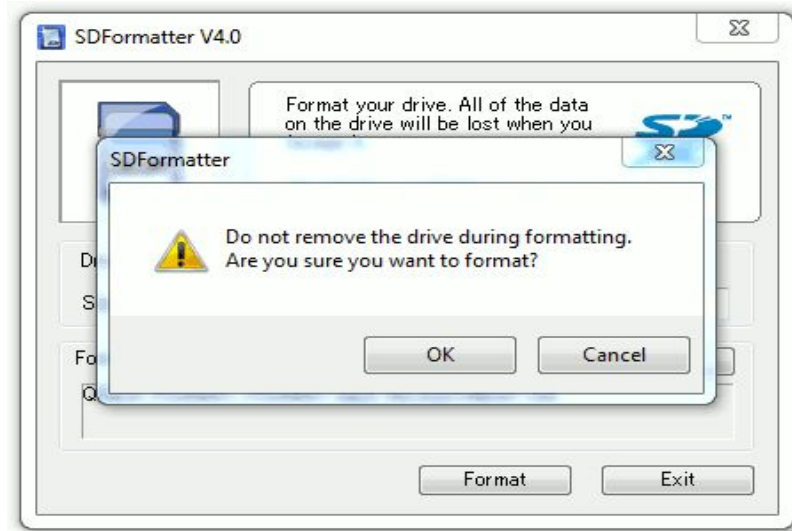 SDFormatter V4.0
Format your drive. All of the data
on the drive will be lost when you
SD™
SDFormatter
Do not remove the drive during formatting.
Are you sure you want to format?
OK Cancel
Format Exit